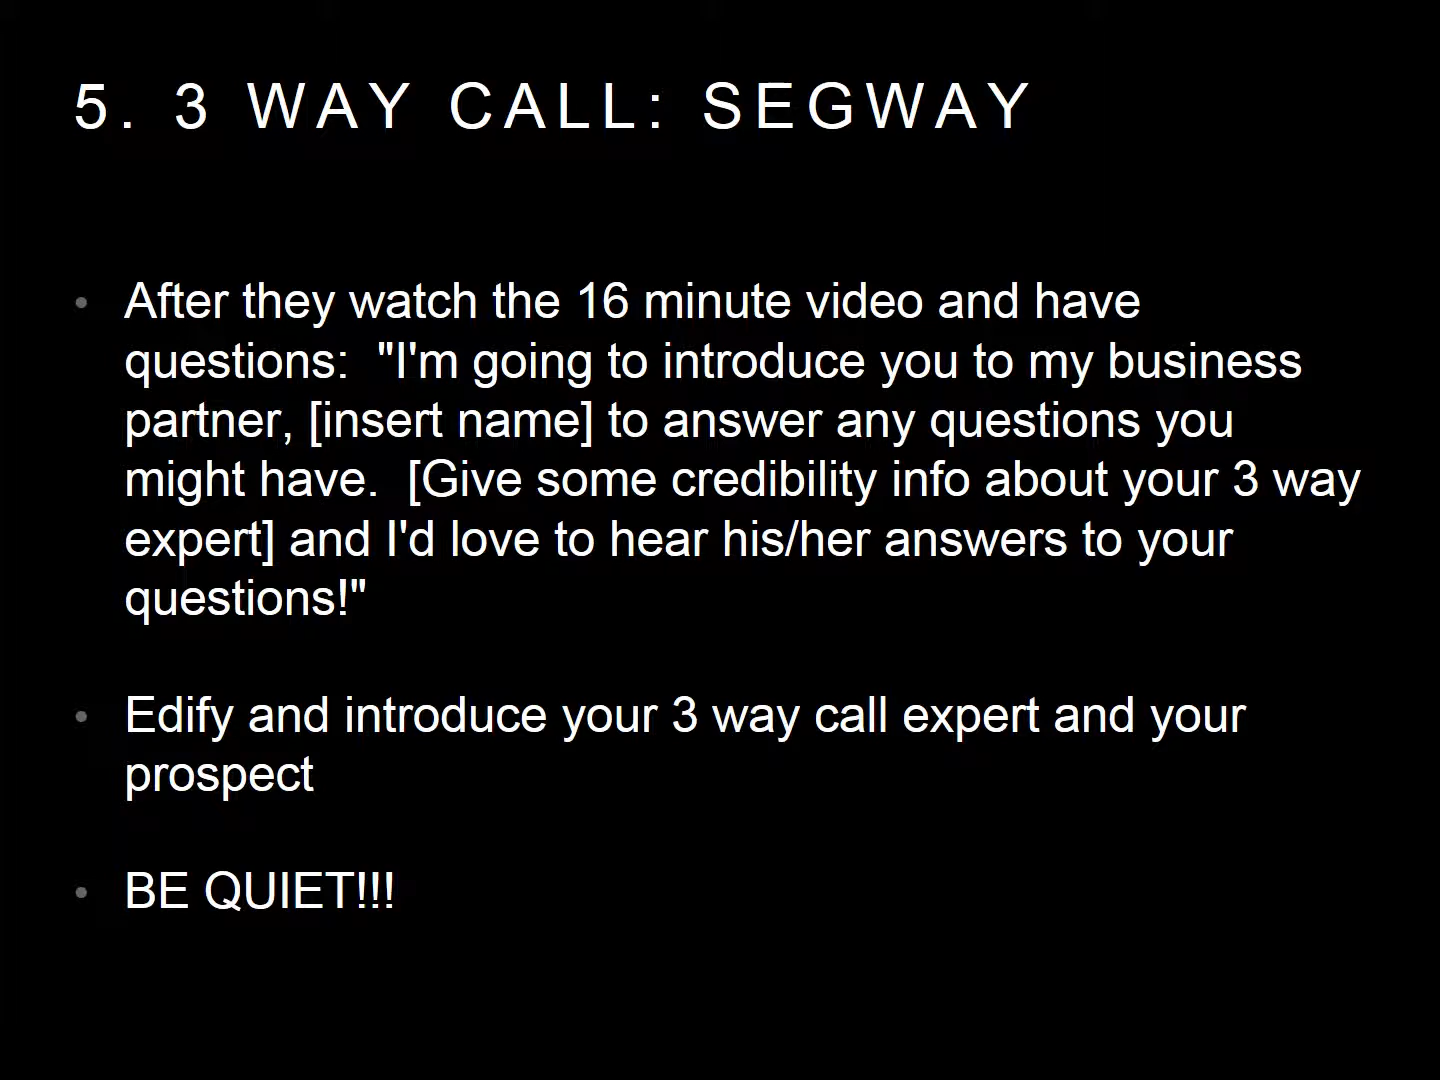 5. 3 WAY CALL: SEGWAY
• After they watch the 16 minute video and have
questions:  "I'm going to introduce you to my business
partner, [insert name] to answer any questions you
might have.  [Give some credibility info about your 3 way
expert] and I'd love to hear his/her answers to your
questions!"
• Edify and introduce your 3 way call expert and your
prospect
• BE QUIET!!!